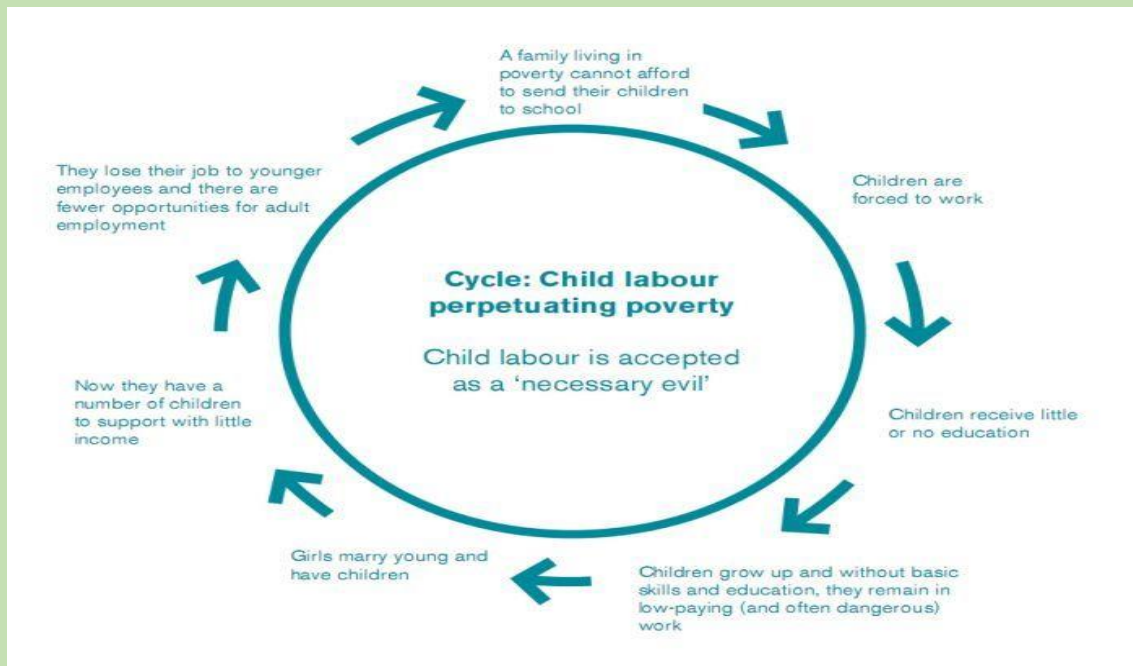 A family living in
poverty cannot afford
to send their children
to school
Children are
forced to work
Children receive little
or no education
Children grow up and without basic
skills and education, they remain in
low-paying (and often dangerous)
work
Girls marry young and
have children
Now they have a
number of children
to support with little
income
They lose their job to younger
employees and there are
fewer opportunities for adult
employment
Cycle: Child labour
perpetuating poverty
Child labour is accepted
as a ‘necessary evil’